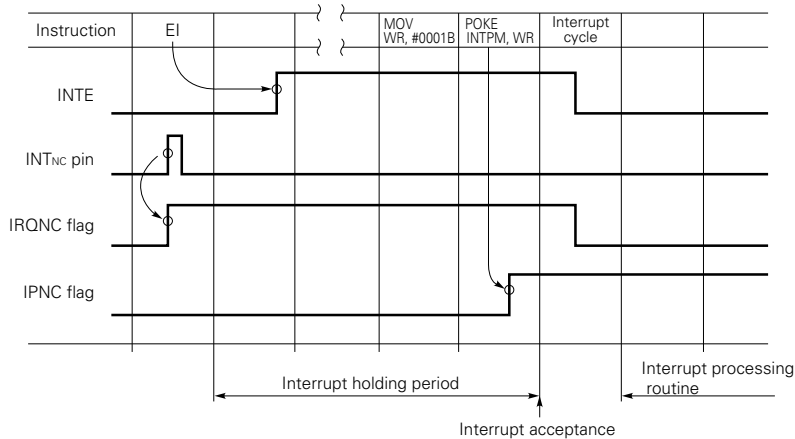 Instruction
EI
MOV
WR, #0001B
POKE
INTPM, WR
Interrupt
cycle
INTE
INTNC pin
IRQNC flag
IPNC flag
Interrupt holding period
Interrupt processing
routine
Interrupt acceptance